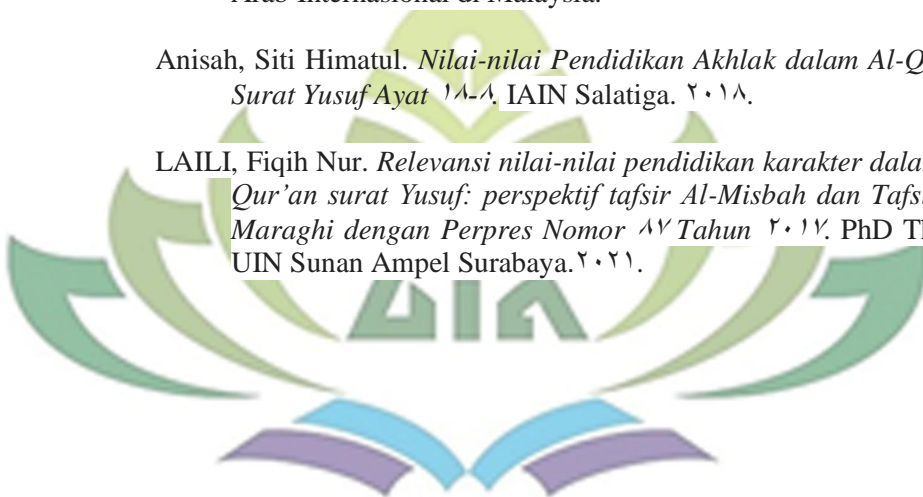 Arab Internasional di Malaysia.
Anisah, Siti Himatul. Nilai-nilai Pendidikan Akhlak dalam Al-Q
Surat Yusuf Ayat ١٨-٨. IAIN Salatiga. ٢٠١٨.
LAILI, Fiqih Nur. Relevansi nilai-nilai pendidikan karakter dala
Qur’an surat Yusuf: perspektif tafsir Al-Misbah dan Tafs
Maraghi dengan Perpres Nomor ٨٧ Tahun ٢٠١٧. PhD T
UIN Sunan Ampel Surabaya.٢٠٢١.
UIN